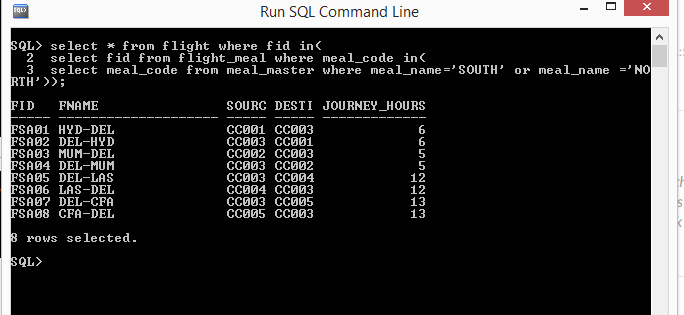 Run SQL Command Line
SQL> select * from flight where fid in(
  2  select fid from flight_meal where meal_code in(
  3  select meal_code from meal_master where meal_name='SOUTH' or meal_name ='NO
RTH'));
FID   FNAME                SOURC DESTI JOURNEY_HOURS
----- -------------------- ----- ----- -------------
FSA01 HYD-DEL              CC001 CC003             6
FSA02 DEL-HYD              CC003 CC001             6
FSA03 MUM-DEL              CC002 CC003             5
FSA04 DEL-MUM              CC003 CC002             5
FSA05 DEL-LAS              CC003 CC004            12
FSA06 LAS-DEL              CC004 CC003            12
FSA07 DEL-CFA              CC003 CC005            13
FSA08 CFA-DEL              CC005 CC003            13
8 rows selected.
SQL>